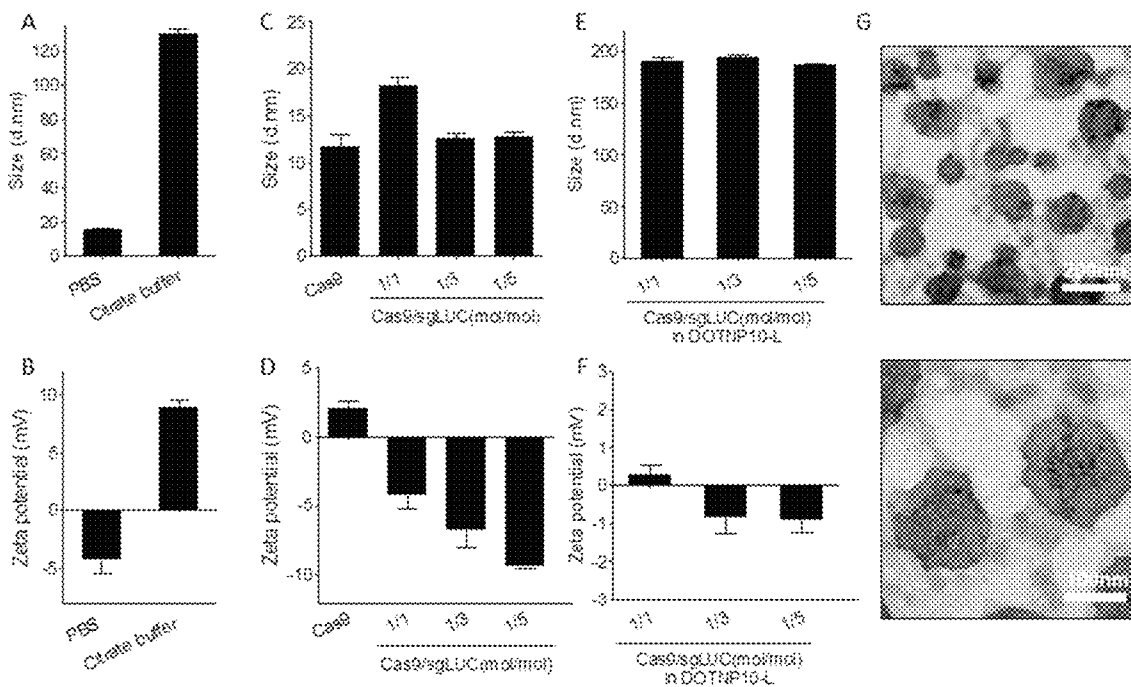 A
Size (d.nm)
120
100
80
60
40
20
0
PBS
Citrate buffer
B
Zeta potential (mV)
10
5
0
-5
PBS
Citrate buffer
C
Size (d.nm)
25
20
15
10
5
0
Cas9
1/1
1/3
1/5
Cas9/sgLUC(mol/mol)
D
Zeta potential (mV)
5
0
-5
-10
Cas9
1/1
1/3
1/5
Cas9/sgLUC(mol/mol)
E
Size (d.nm)
200
150
100
50
0
1/1
1/3
1/5
Cas9/sgLUC(mol/mol)
in DOTNP10-L
F
Zeta potential (mV)
3
2
1
0
-1
-2
-3
1/1
1/3
1/5
Cas9/sgLUC(mol/mol)
in DOTNP10-L
G